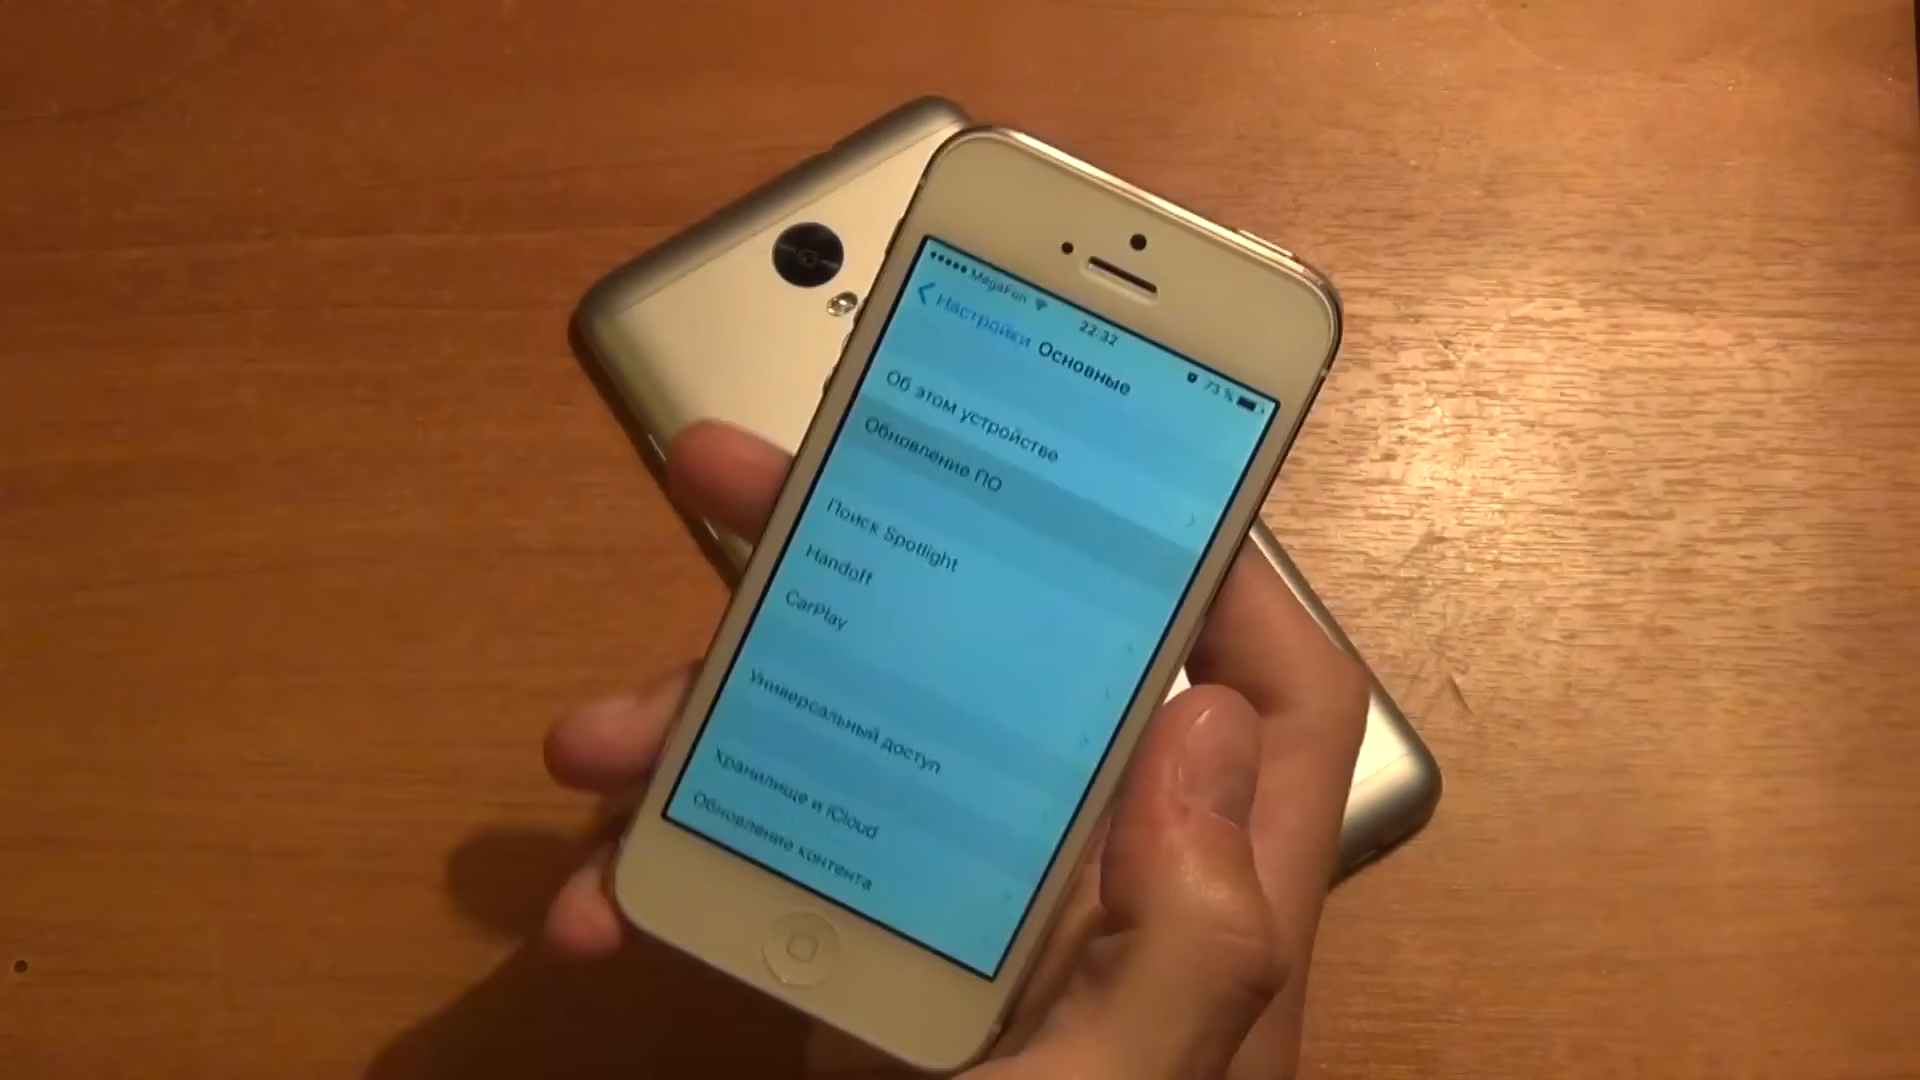 MegaFon
22:32
73 %
Настройки
Основные
Об этом устройстве
Обновление ПО
Поиск Spotlight
Handoff
CarPlay
Универсальный доступ
Хранилище и iCloud
Обновление контента